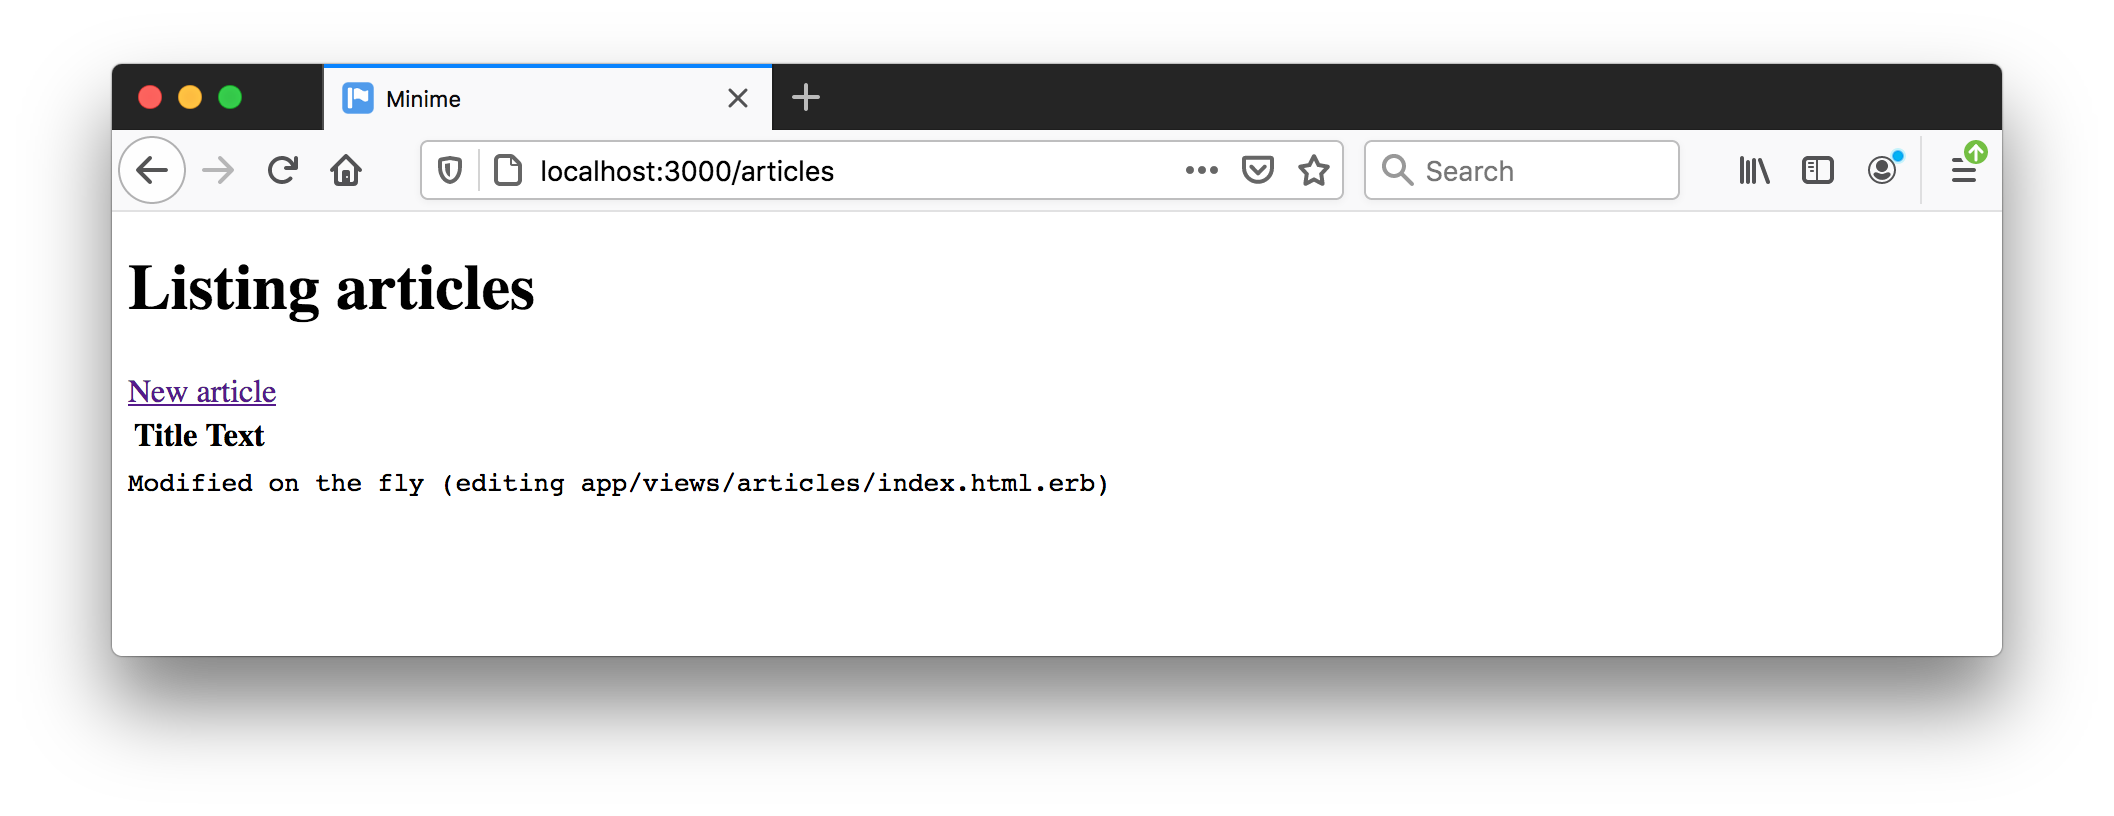 Minime
localhost:3000/articles
Search
Listing articles
New article
Title Text
Modified on the fly (editing app/views/articles/index.html.erb)